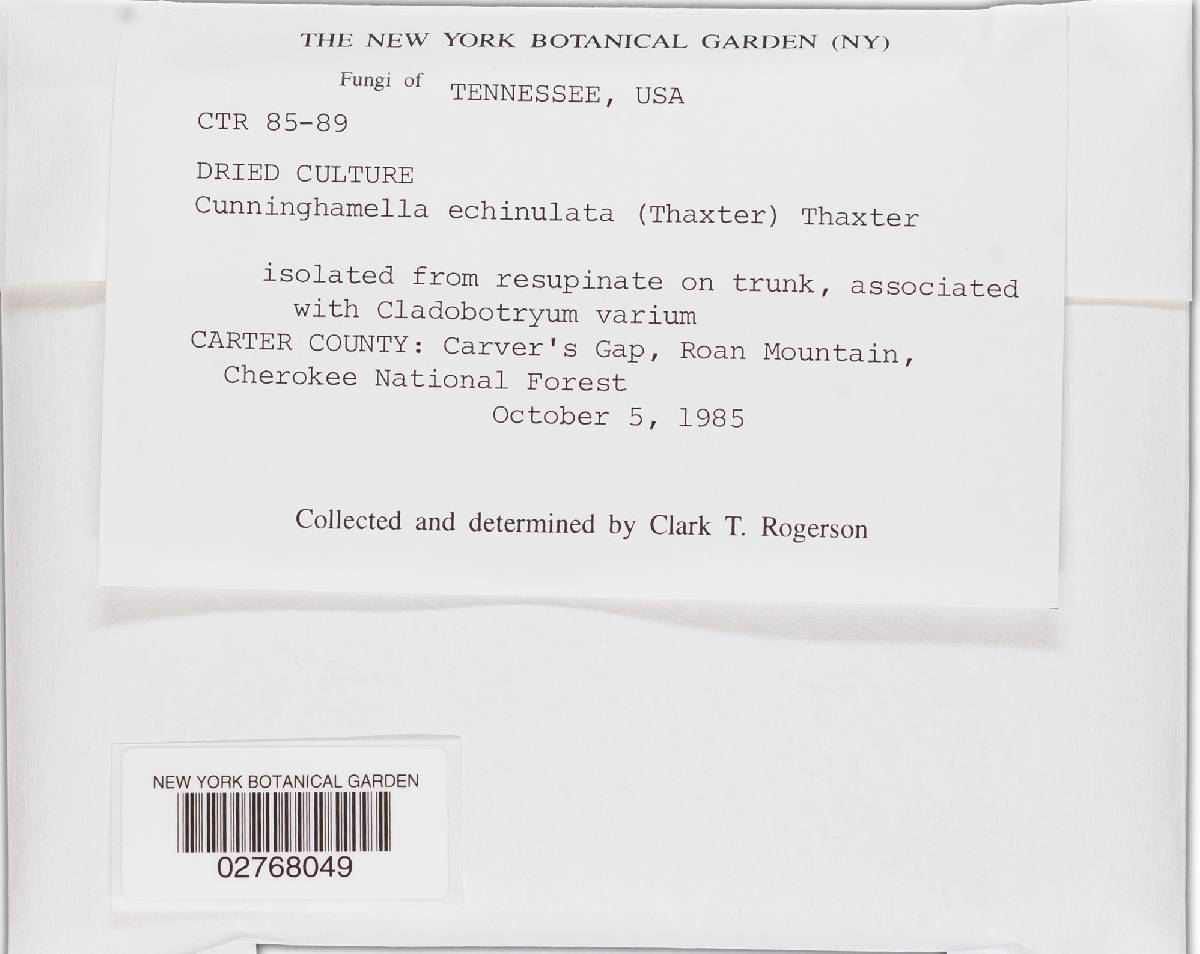 THE NEW YORK BOTANICAL GARDEN (NY)
Fungi of TENNESSEE, USA
CTR 85-89
DRIED CULTURE
Cunninghamella echinulata (Thaxter) Thaxter
isolated from resupinate on trunk, associated
with Cladobotryum varium
CARTER COUNTY: Carver's Gap, Roan Mountain,
Cherokee National Forest
October 5, 1985
Collected and determined by Clark T. Rogerson
NEW YORK BOTANICAL GARDEN
02768049